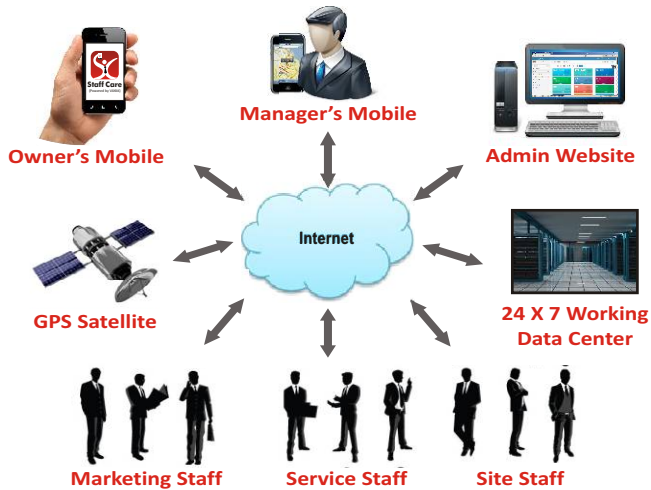 Staff Care
Manager's Mobile
Owner's Mobile
Admin Website
Internet
GPS Satellite
24 X 7 Working
Data Center
Marketing Staff
Service Staff
Site Staff